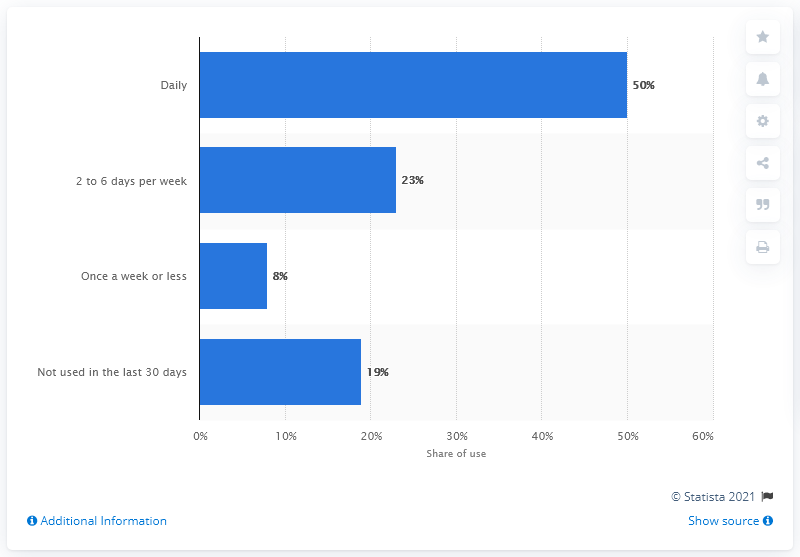 Daily
50%
2 to 6 days per week
23%
Once a week or less
8%
Not used in the last 30 days
19%
0%
10%
20%
30%
40%
50%
60%
Share of use
© Statista 2021
Additional Information
Show source